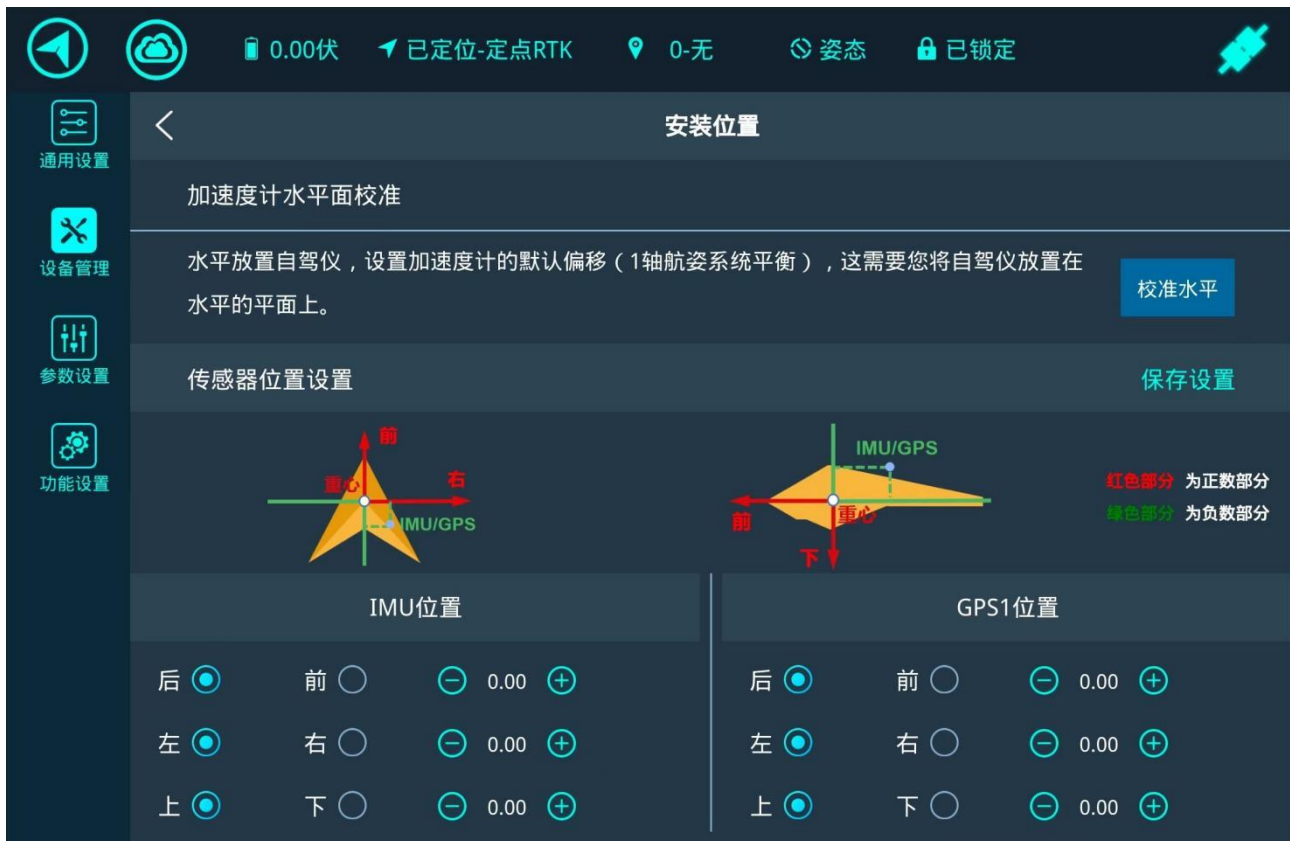 0.00伏 已定位-定点RTK 0-无 姿态 已锁定
通用设置
设备管理
参数设置
功能设置
安装位置
加速度计水平面校准
水平放置自驾仪，设置加速度计的默认偏移（1轴航姿系统平衡），这需要您将自驾仪放置在
水平的平面上。
校准水平
传感器位置设置 保存设置
前
重心 右
IMU/GPS
IMU/GPS
前 重心
下
红色部分 为正数部分
绿色部分 为负数部分
IMU位置 GPS1位置
后 前 0.00 后 前 0.00
左 右 0.00 左 右 0.00
上 下 0.00 上 下 0.00